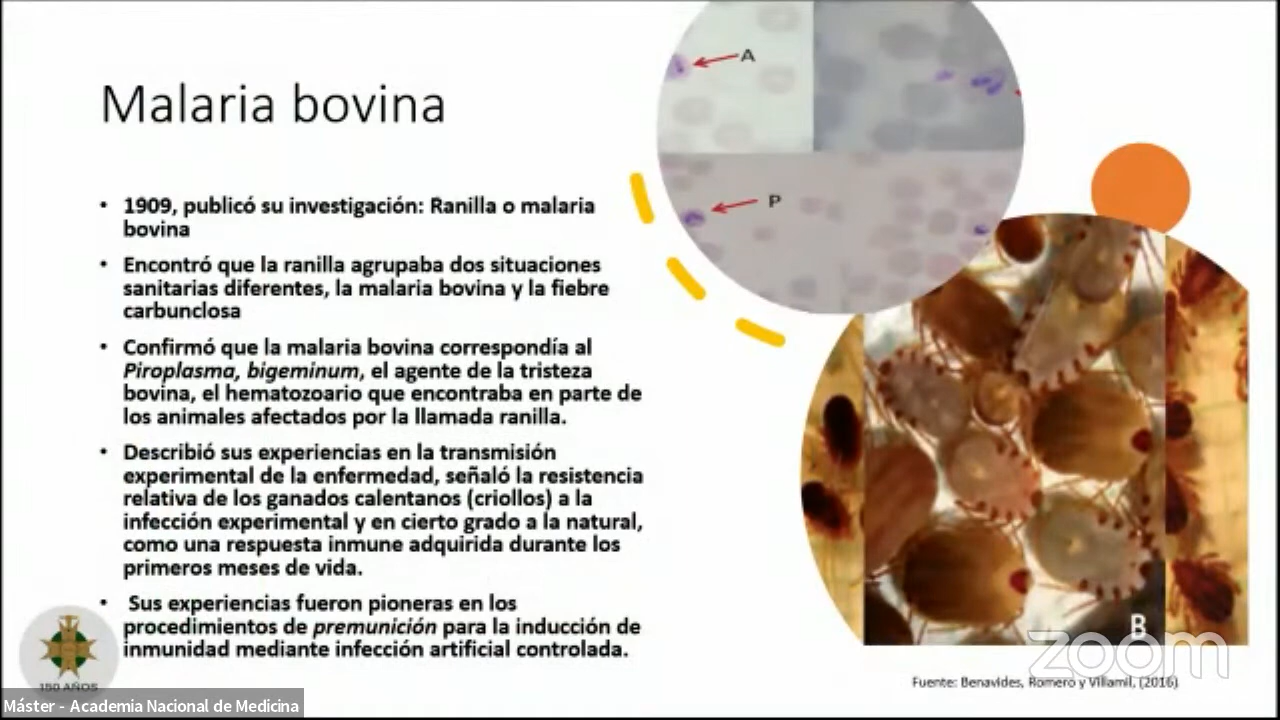 Malaria bovina
• 1909, publicó su investigación: Ranilla o malaria
bovina
• Encontró que la ranilla agrupaba dos situaciones
sanitarias diferentes, la malaria bovina y la fiebre
carbunclosa
• Confirmó que la malaria bovina correspondía al
Piroplasma, bigeminum, el agente de la tristeza
bovina, el hematozoario que encontraba en parte de
los animales afectados por la llamada ranilla.
• Describió sus experiencias en la transmisión
experimental de la enfermedad, señaló la resistencia
relativa de los ganados calentanos (criollos) a la
infección experimental y en cierto grado a la natural,
como una respuesta inmune adquirida durante los
primeros meses de vida.
• Sus experiencias fueron pioneras en los
procedimientos de premunición para la inducción de
inmunidad mediante infección artificial controlada.
A
P
B
zoom
Fuente: Benavides, Romero y Villamil, (2016)
150 AÑOS
Máster - Academia Nacional de Medicina